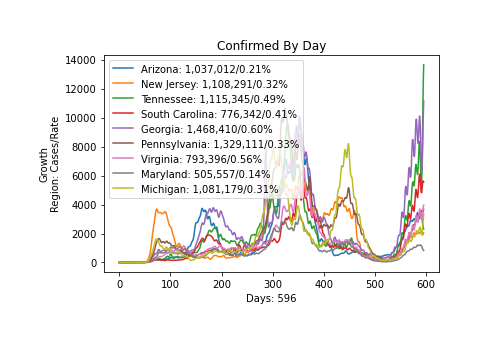 Confirmed By Day
14000
12000
10000
8000
6000
4000
2000
0
Growth
Region: Cases/Rate
Arizona: 1,037,012/0.21%
New Jersey: 1,108,291/0.32%
Tennessee: 1,115,345/0.49%
South Carolina: 776,342/0.41%
Georgia: 1,468,410/0.60%
Pennsylvania: 1,329,111/0.33%
Virginia: 793,396/0.56%
Maryland: 505,557/0.14%
Michigan: 1,081,179/0.31%
0 100 200 300 400 500 600
Days: 596